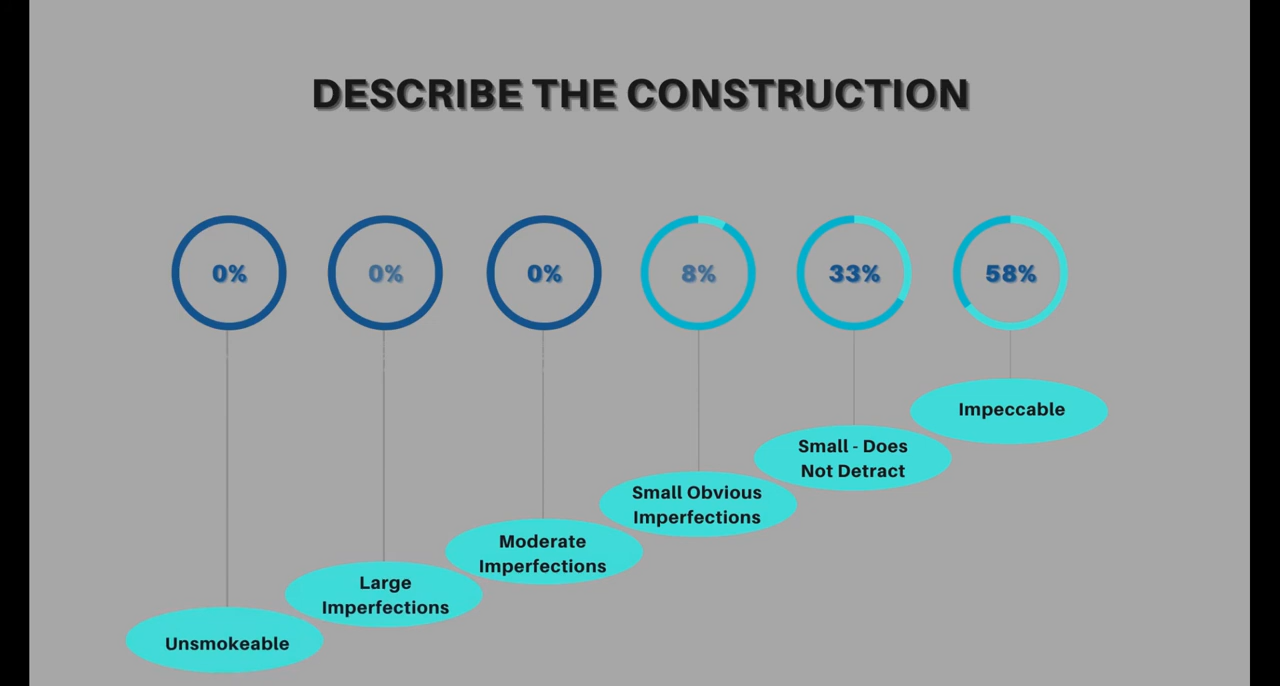 DESCRIBE THE CONSTRUCTION
0%
0%
0%
8%
33%
58%
Impeccable
Small - Does
Not Detract
Small Obvious
Imperfections
Moderate
Imperfections
Large
Imperfections
Unsmokeable